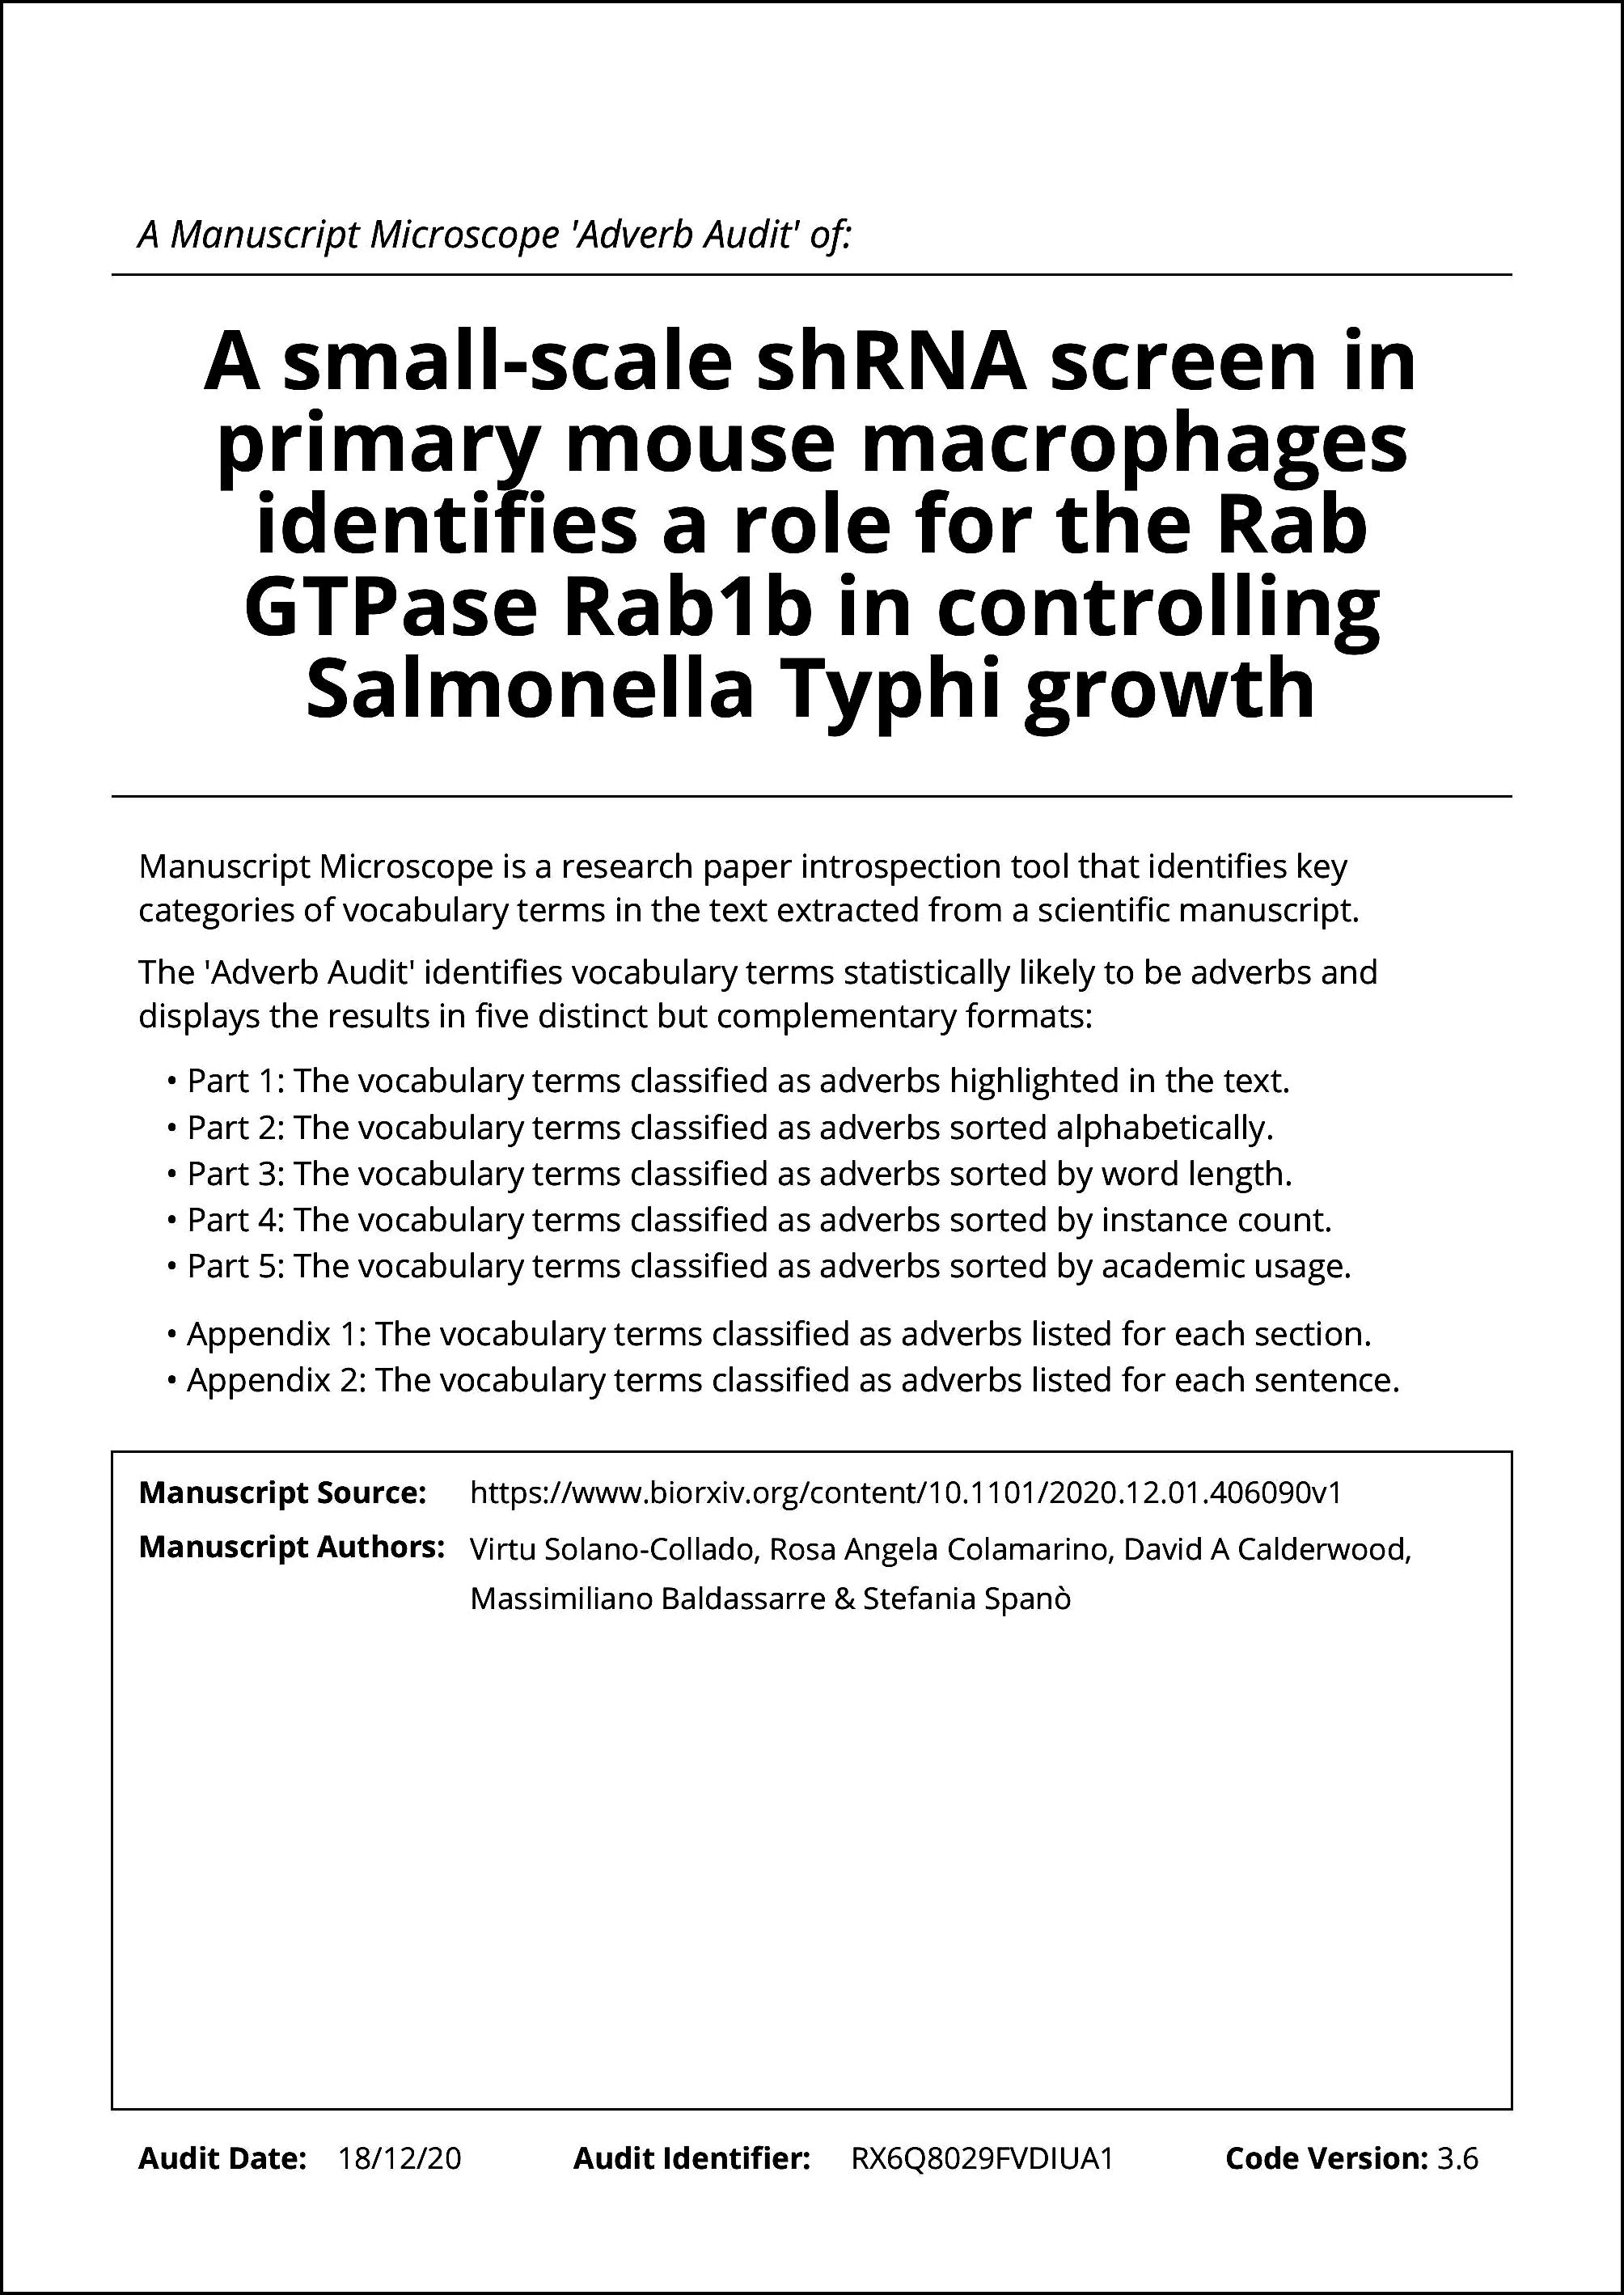 A Manuscript Microscope 'Adverb Audit' of:
A small-scale shRNA screen in
primary mouse macrophages
identifies a role for the Rab
GTPase Rab1b in controlling
Salmonella Typhi growth
Manuscript Microscope is a research paper introspection tool that identifies key
categories of vocabulary terms in the text extracted from a scientific manuscript.
The 'Adverb Audit' identifies vocabulary terms statistically likely to be adverbs and
displays the results in five distinct but complementary formats:
• Part 1: The vocabulary terms classified as adverbs highlighted in the text.
• Part 2: The vocabulary terms classified as adverbs sorted alphabetically.
• Part 3: The vocabulary terms classified as adverbs sorted by word length.
• Part 4: The vocabulary terms classified as adverbs sorted by instance count.
• Part 5: The vocabulary terms classified as adverbs sorted by academic usage.
• Appendix 1: The vocabulary terms classified as adverbs listed for each section.
• Appendix 2: The vocabulary terms classified as adverbs listed for each sentence.
Manuscript Source: https://www.biorxiv.org/content/10.1101/2020.12.01.406090v1
Manuscript Authors: Virtu Solano-Collado, Rosa Angela Colamarino, David A Calderwood,
Massimiliano Baldassarre & Stefania Spanò
Audit Date: 18/12/20 Audit Identifier: RX6Q8029FVDIUA1 Code Version: 3.6